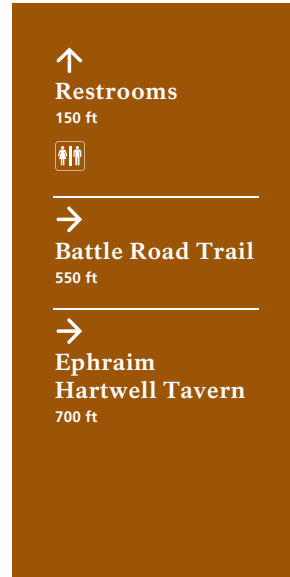 Restrooms
150 ft
Battle Road Trail
550 ft
Ephraim
Hartwell Tavern
700 ft